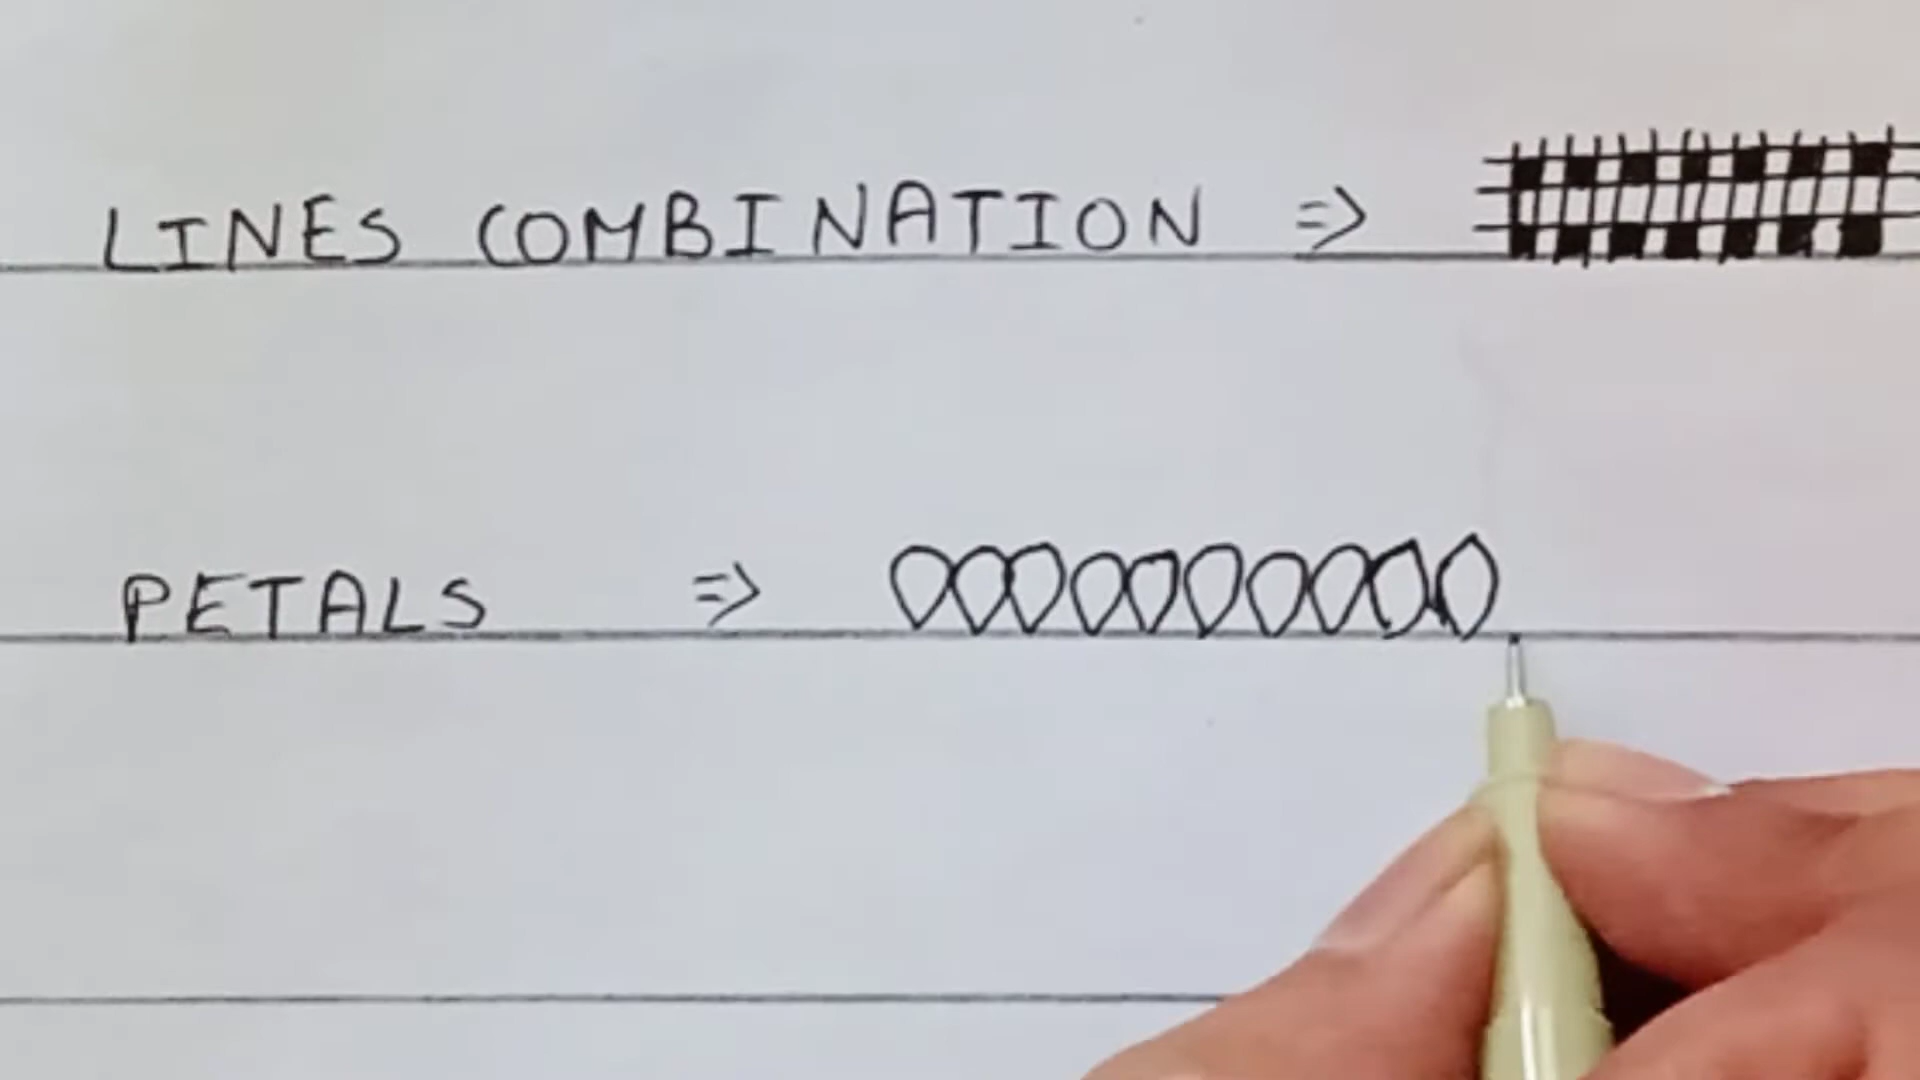 LINES COMBINATION =>
PETALS =>